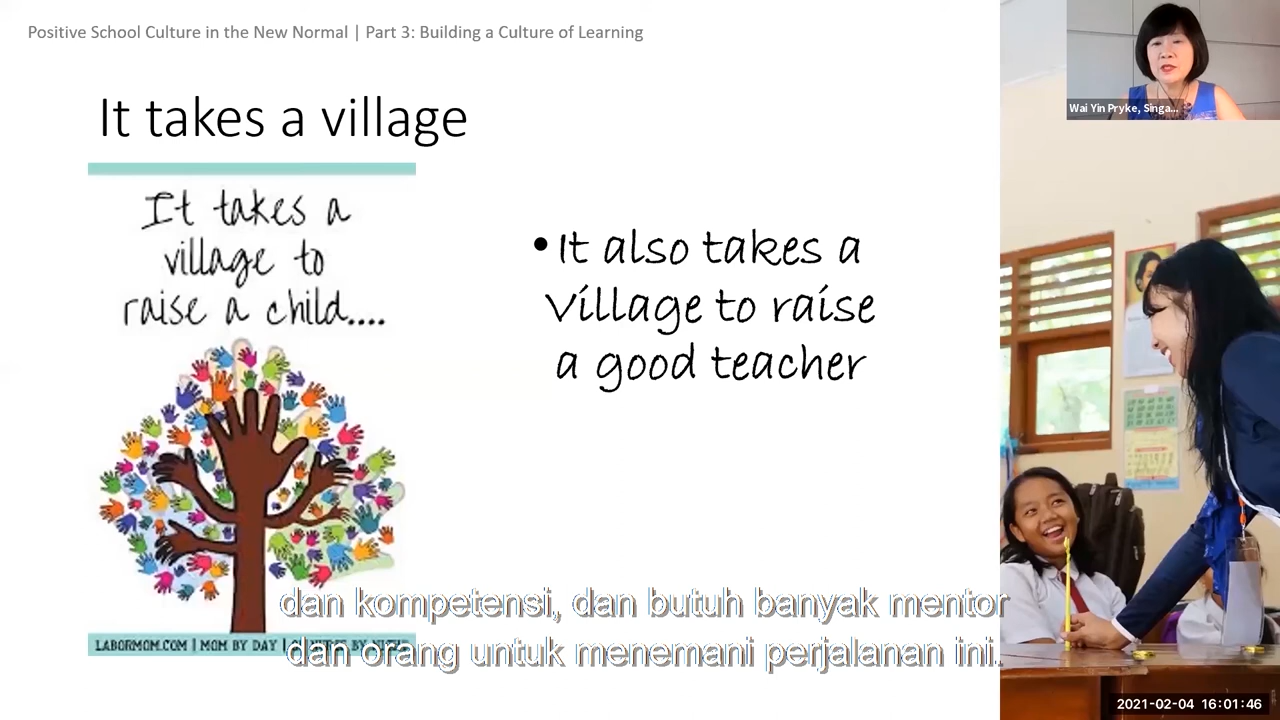 Positive School Culture in the New Normal | Part 3: Building a Culture of Learning
Wai Yin Pryke, Singa...
It takes a village
It takes a
village to
raise a child....
• It also takes a
Village to raise
a good teacher
LABORMOM.COM | MOM BY DAY |
dan kompetensi, dan butuh banyak mentor
dan orang untuk menemani perjalanan ini.
2021-02-04 16:01:46